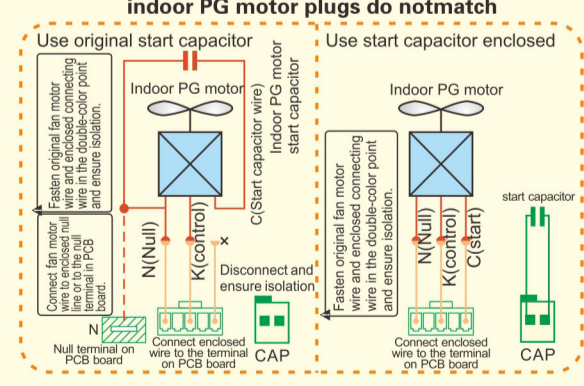 indoor PG motor plugs do notmatch
Use original start capacitor
Indoor PG motor
Indoor PG motor
start capacitor
C(Start capacitor wire)
Fasten original fan motor
wire and enclosed connecting
wire in the double-color point
and ensure isolation.
Connect fan motor
wire to enclosed null
line or to the null
terminal in PCB
board.
N(Null)
K(control)
×
Disconnect and
ensure isolation
N
Null terminal on
PCB board
Connect enclosed
wire to the terminal
on PCB board
CAP
Use start capacitor enclosed
Indoor PG motor
Fasten original fan motor
wire and enclosed connecting
wire in the double-color point
and ensure isolation.
N(Null)
K(control)
C(start)
start capacitor
Connect enclosed
wire to the terminal
on PCB board
CAP